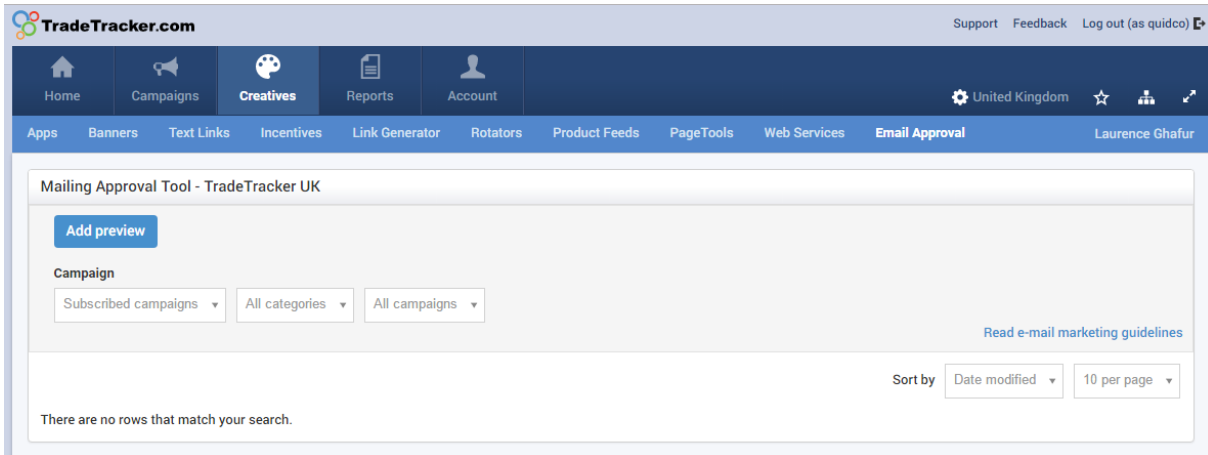 TradeTracker.com
Support Feedback Log out (as quidco)
Home Campaigns Creatives Reports Account United Kingdom
Apps Banners Text Links Incentives Link Generator Rotators Product Feeds PageTools Web Services Email Approval Laurence Ghafur
Mailing Approval Tool - TradeTracker UK
Add preview
Campaign
Subscribed campaigns All categories All campaigns
Read e-mail marketing guidelines
Sort by Date modified 10 per page
There are no rows that match your search.